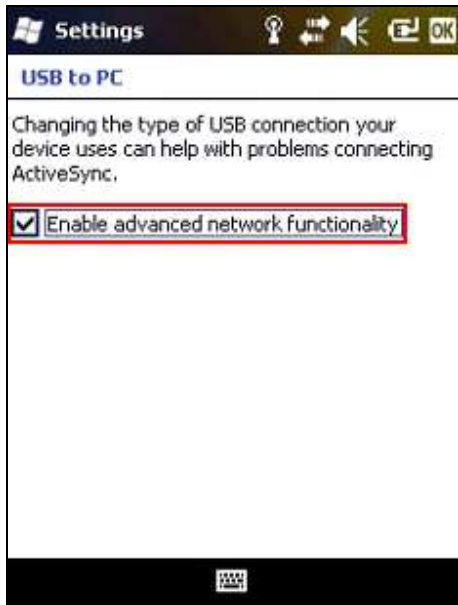 Settings
OK
USB to PC
Changing the type of USB connection your
device uses can help with problems connecting
ActiveSync.
Enable advanced network functionality